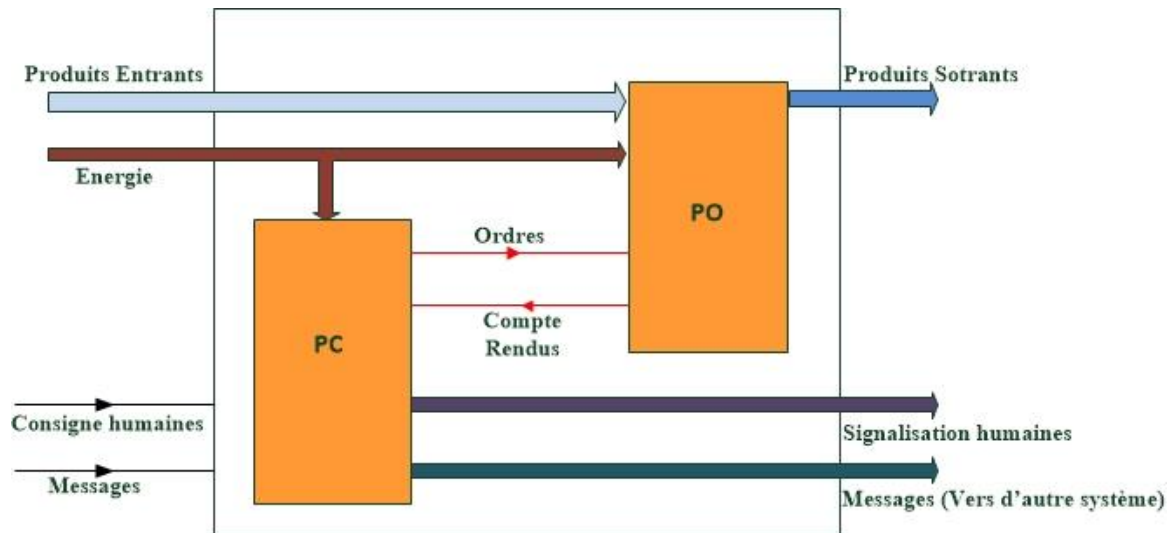 Produits Entrants
Produits Sotrants
Energie
PO
Ordres
Compte
Rendus
PC
Consigne humaines
Signalisation humaines
Messages
Messages (Vers d'autre système)